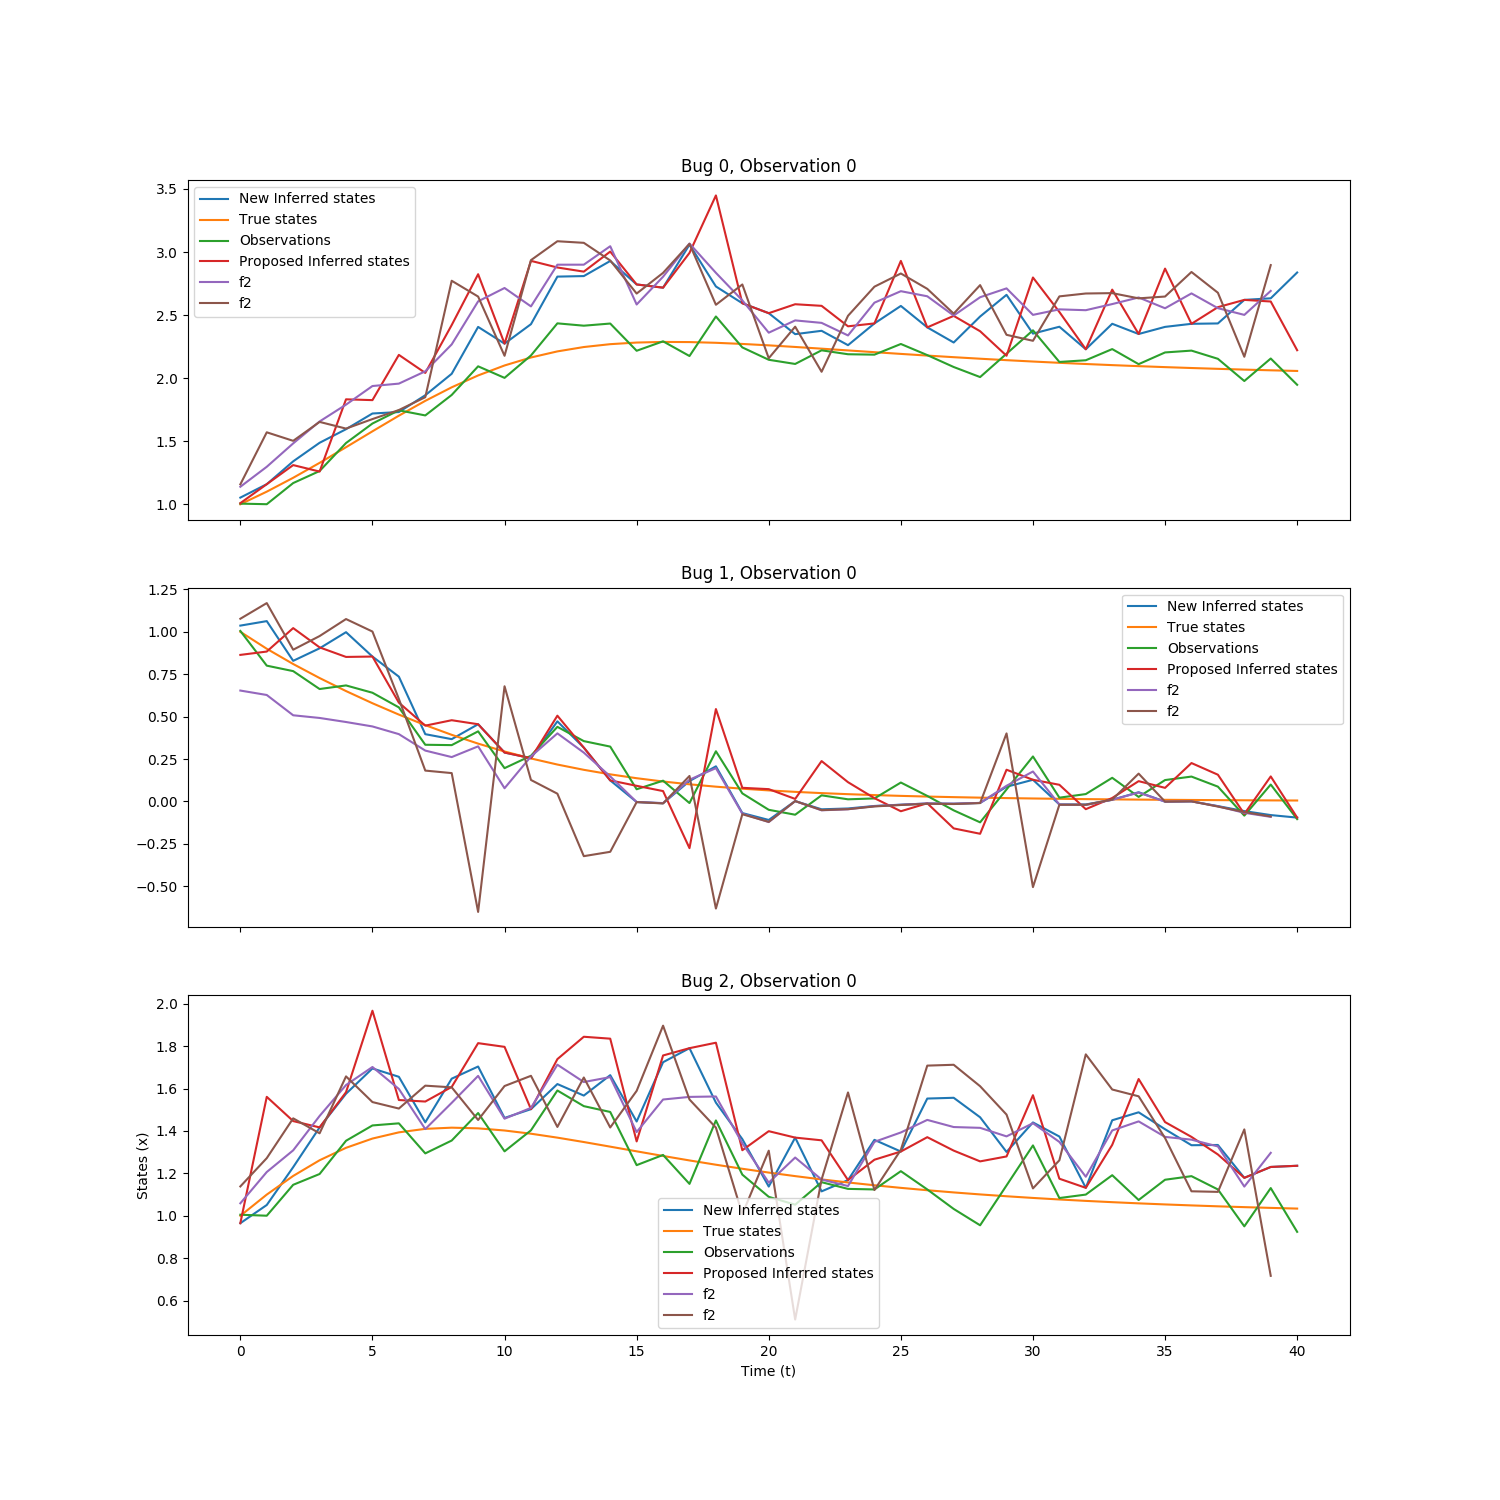 Bug 0, Observation 0
3.5
3.0
2.5
2.0
1.5
1.0
New Inferred states
True states
Observations
Proposed Inferred states
f2
f2
Bug 1, Observation 0
1.25
1.00
0.75
0.50
0.25
0.00
−0.25
−0.50
New Inferred states
True states
Observations
Proposed Inferred states
f2
f2
Bug 2, Observation 0
States (x)
2.0
1.8
1.6
1.4
1.2
1.0
0.8
0.6
New Inferred states
True states
Observations
Proposed Inferred states
f2
f2
0 5 10 15 20 25 30 35 40
Time (t)